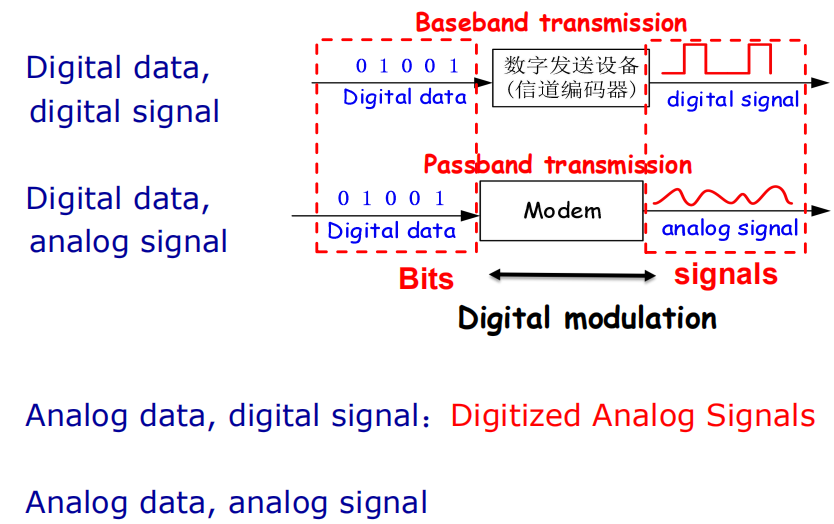 Baseband transmission
Digital data,
digital signal
0 1 0 0 1
Digital data
数字发送设备
(信道编码器)
digital signal
Passband transmission
Digital data,
analog signal
0 1 0 0 1
Digital data
Modem
analog signal
Bits
signals
Digital modulation
Analog data, digital signal：Digitized Analog Signals
Analog data, analog signal